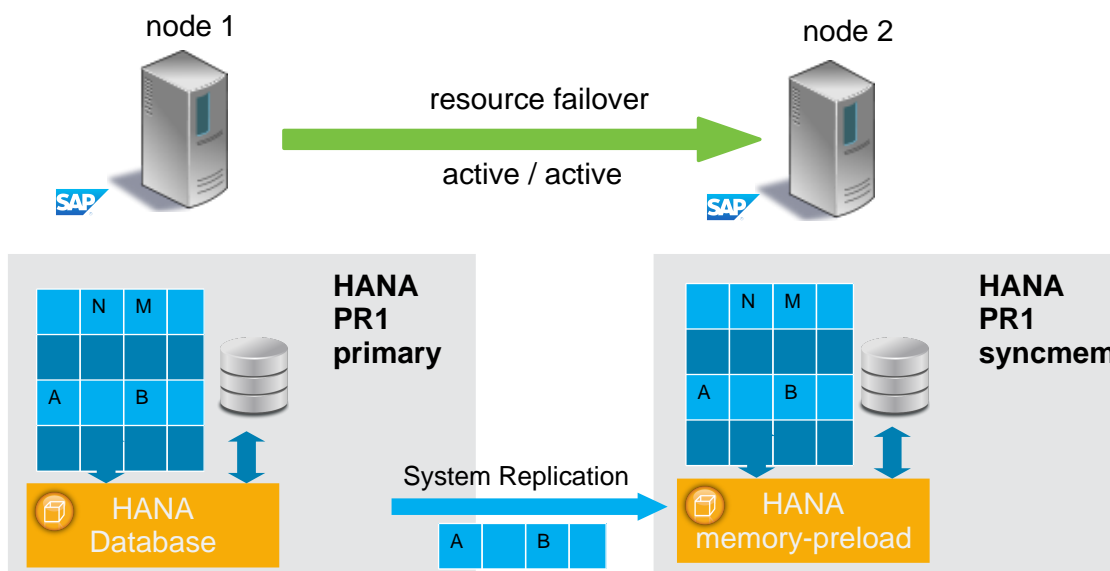 node 1
node 2
resource failover
active / active
SAP
SAP
HANA
PR1
primary
N M
A B
HANA
Database
System Replication
A B
HANA
PR1
syncmem
N M
A B
HANA
memory-preload